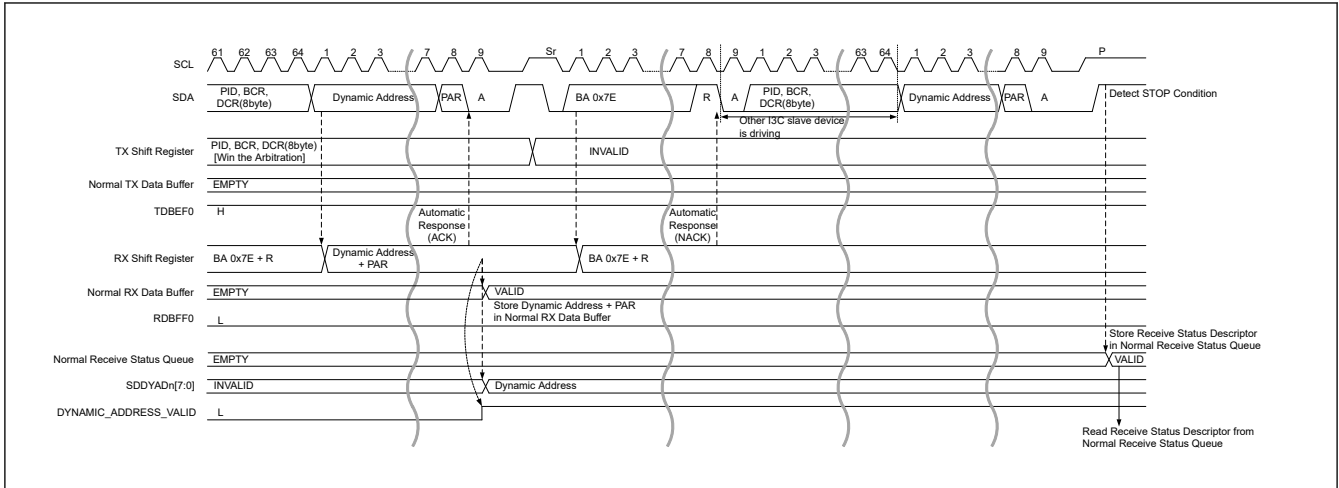 61 62 63 64 1 2 3 7 8 9 Sr 1 2 3 7 8 9 1 2 3 63 64 1 2 3 8 9 P
SCL
SDA PID, BCR, DCR(8byte) Dynamic Address PAR A BA 0x7E R A PID, BCR, DCR(8byte) Dynamic Address PAR A Detect STOP Condition
Other I3C slave device
is driving
TX Shift Register PID, BCR, DCR(8byte) INVALID
[Win the Arbitration]
Normal TX Data Buffer EMPTY
TDBEF0 H
Automatic Automatic
Response Response
(ACK) (NACK)
RX Shift Register BA 0x7E + R Dynamic Address + PAR BA 0x7E + R
Normal RX Data Buffer EMPTY VALID
Store Dynamic Address + PAR
in Normal RX Data Buffer
RDBFF0 L
Store Receive Status Descriptor
in Normal Receive Status Queue
Normal Receive Status Queue EMPTY VALID
SDDYADn[7:0] INVALID Dynamic Address
DYNAMIC_ADDRESS_VALID L
Read Receive Status Descriptor from
Normal Receive Status Queue